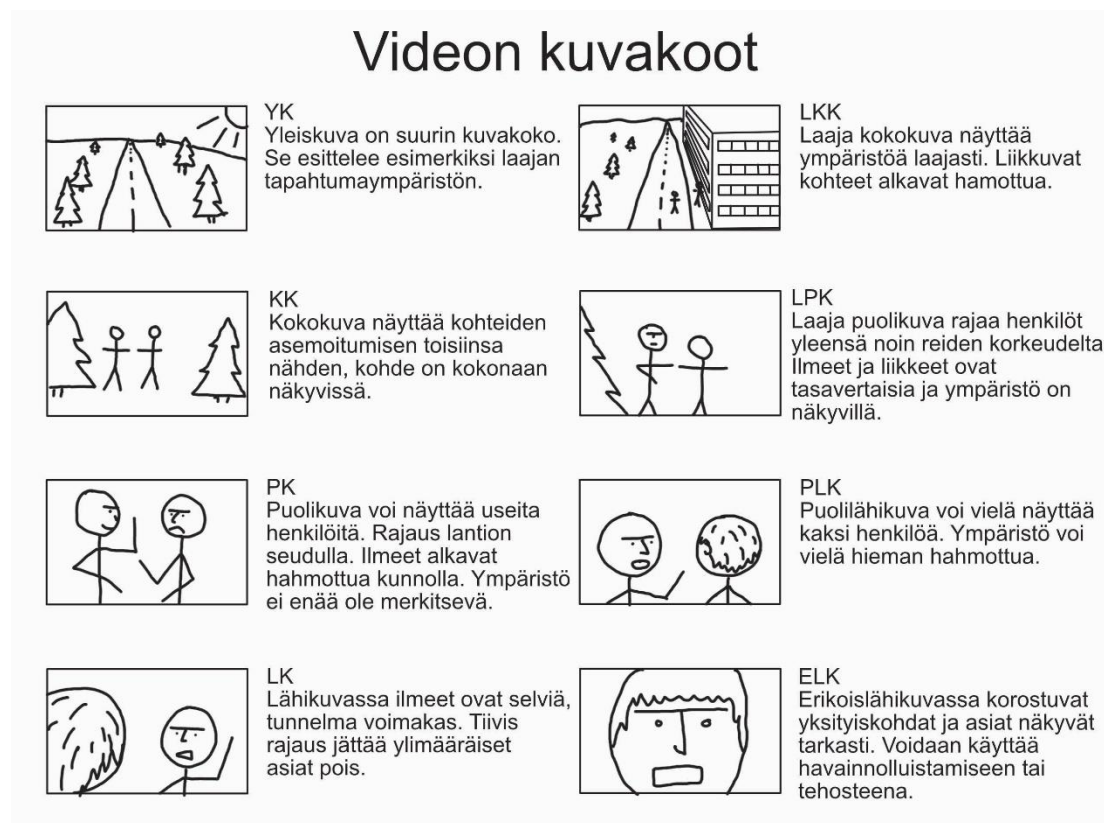 Videon kuvakoot
YK
Yleiskuva on suurin kuvakoko.
Se esittelee esimerkiksi laajan
tapahtumaympäristön.
LKK
Laaja kokokuva näyttää
ympäristöä laajasti. Liikkuvat
kohteet alkavat hamottua.
KK
Kokokuva näyttää kohteiden
asemoitumisen toisiinsa
nähden, kohde on kokonaan
näkyvissä.
LPK
Laaja puolikuva rajaa henkilöt
yleensä noin reiden korkeudelta
Ilmeet ja liikkeet ovat
tasavertaisia ja ympäristö on
näkyvillä.
PK
Puolikuva voi näyttää useita
henkilöitä. Rajaus lantion
seudulla. Ilmeet alkavat
hahmottua kunnolla. Ympäristö
ei enää ole merkitsevä.
PLK
Puolilähikuva voi vielä näyttää
kaksi henkilöä. Ympäristö voi
vielä hieman hahmottua.
LK
Lähikuvassa ilmeet ovat selviä,
tunnelma voimakas. Tiivis
rajaus jättää ylimääräiset
asiat pois.
ELK
Erikoislähikuvassa korostuvat
yksityiskohdat ja asiat näkyvät
tarkasti. Voidaan käyttää
havainnolluistamiseen tai
tehosteena.